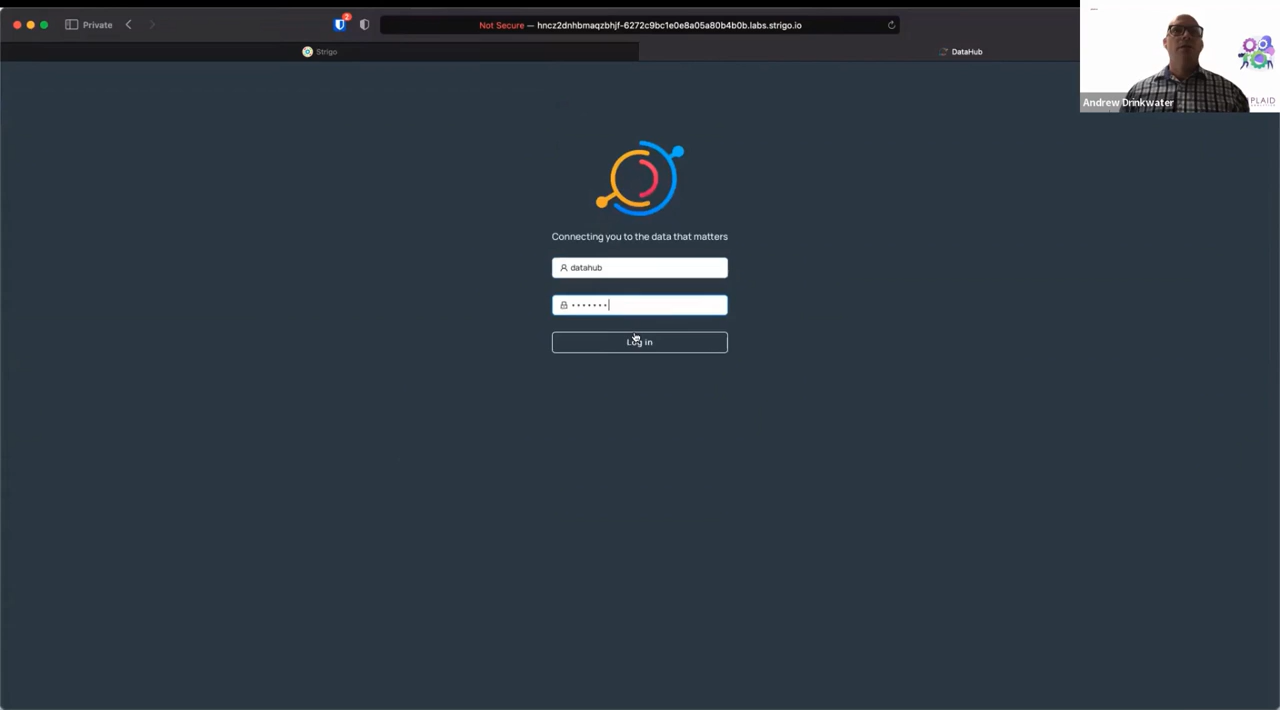 Private
2
Not Secure — hncz2dnhbmaqzbhjf-6272c9bc1e0e8a05a80b4b0b.labs.strigo.io
Strigo
DataHub
PLAID
Andrew Drinkwater
Connecting you to the data that matters
datahub
•••••••
Log in